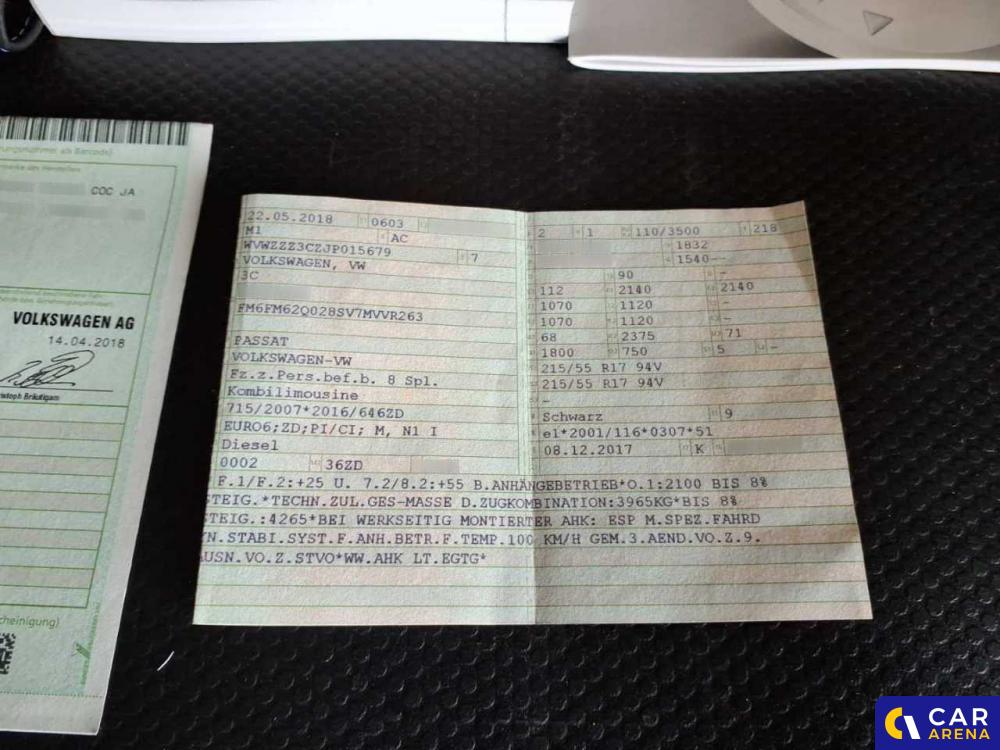 COC JA
VOLKSWAGEN AG
14.04.2018
22.05.2018 0603
M1 AC
WVWZZZ3CZJP015679 7
VOLKSWAGEN, VW
3C
FM6FM62Q028SV7MVVR263
PASSAT
VOLKSWAGEN-VW
Fz.z.Pers.bef.b. 8 Spl.
Kombilimousine
715/2007*2016/646ZD
EURO6;ZD;PI/CI; M, N1 I
Diesel
0002 36ZD
2 1 110/3500 218
1832
1540--
90 -
112 2140 2140
1070 1120 -
1070 1120 -
68 2375 71
1800 750 5 -
215/55 R17 94V
215/55 R17 94V
-
Schwarz 9
e1*2001/116*0307*51
08.12.2017 K
F.1/F.2:+25 U. 7.2/8.2:+55 B.ANHÄNGEBETRIEB*O.1:2100 BIS 8%
STEIG.*TECHN.ZUL.GES-MASSE D.ZUGKOMBINATION:3965KG*BIS 8%
STEIG.:4265*BEI WERKSEITIG MONTIERTER AHK: ESP M.SPEZ.FAHRD
YN.STABI.SYST.F.ANH.BETR.F.TEMP.100 KM/H GEM.3.AEND.VO.Z.9.
AUSN.VO.Z.STVO*WW.AHK LT.EGTG*
CAR
ARENA